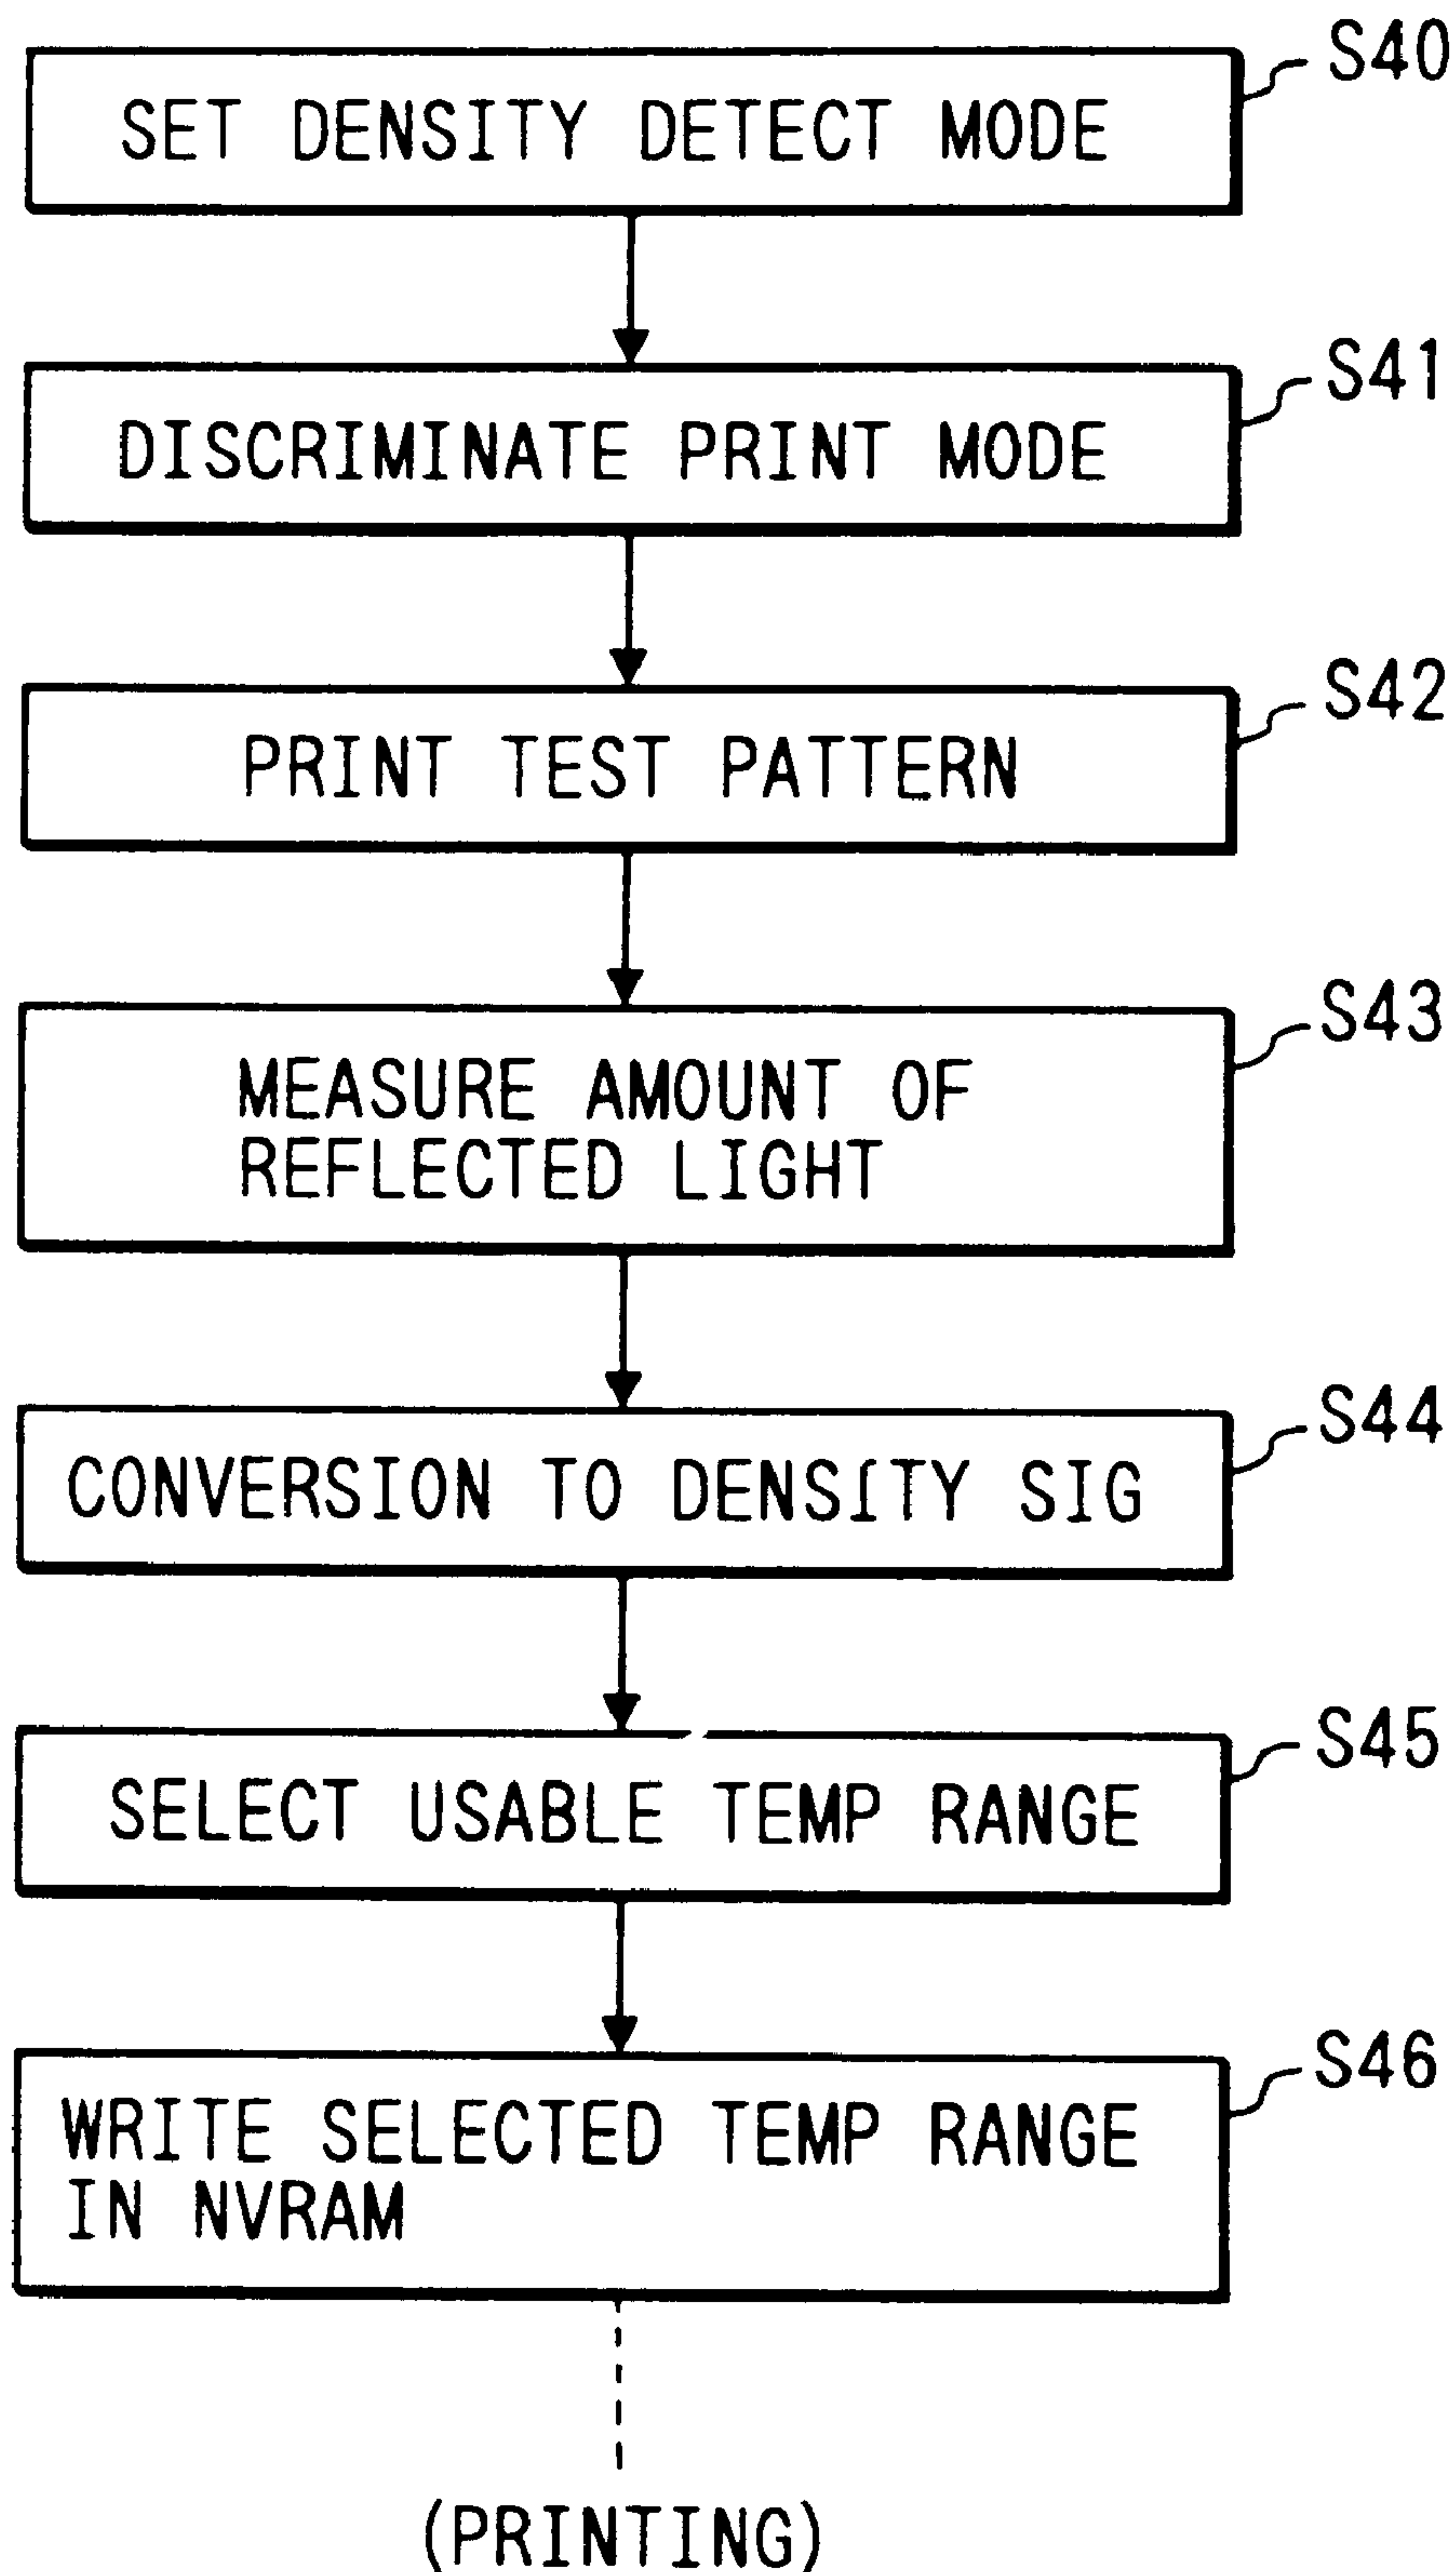 S40
SET DENSITY DETECT MODE
S41
DISCRIMINATE PRINT MODE
S42
PRINT TEST PATTERN
S43
MEASURE AMOUNT OF
REFLECTED LIGHT
S44
CONVERSION TO DENSITY SIG
S45
SELECT USABLE TEMP RANGE
S46
WRITE SELECTED TEMP RANGE
IN NVRAM
(PRINTING)